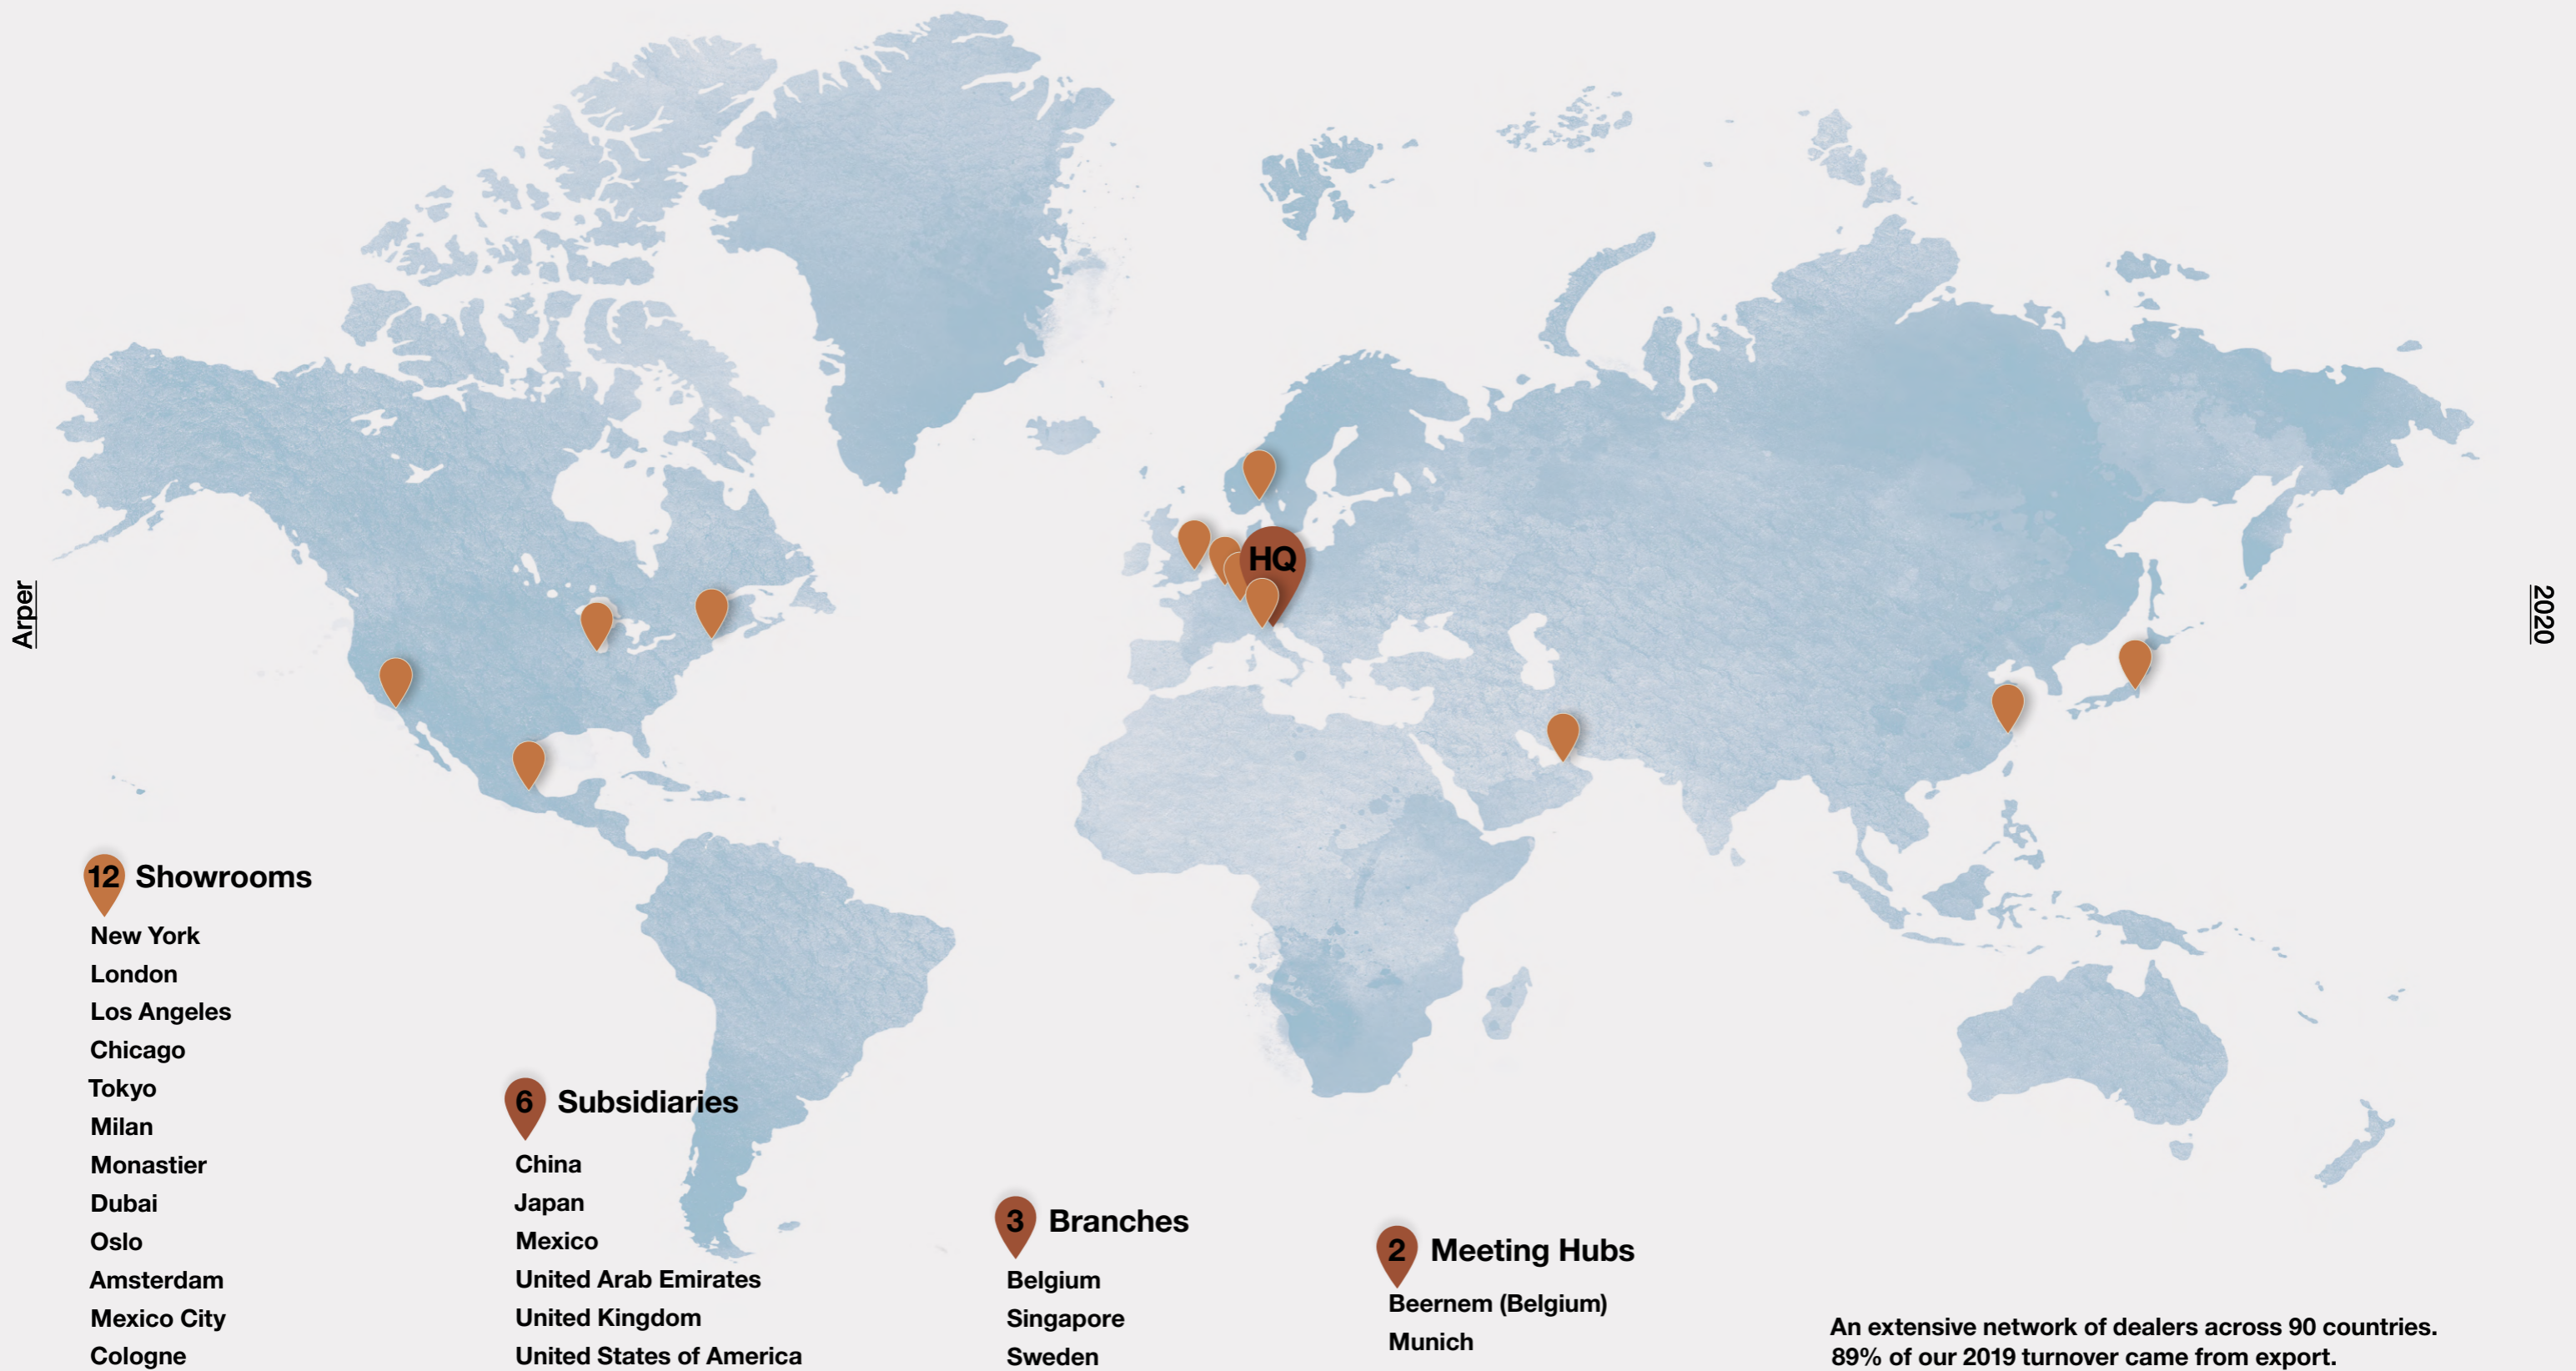 HQ
Arper
2020
12 Showrooms
New York
London
Los Angeles
Chicago
Tokyo
Milan
Monastier
Dubai
Oslo
Amsterdam
Mexico City
Cologne
6 Subsidiaries
China
Japan
Mexico
United Arab Emirates
United Kingdom
United States of America
3 Branches
Belgium
Singapore
Sweden
2 Meeting Hubs
Beernem (Belgium)
Munich
An extensive network of dealers across 90 countries.
89% of our 2019 turnover came from export.